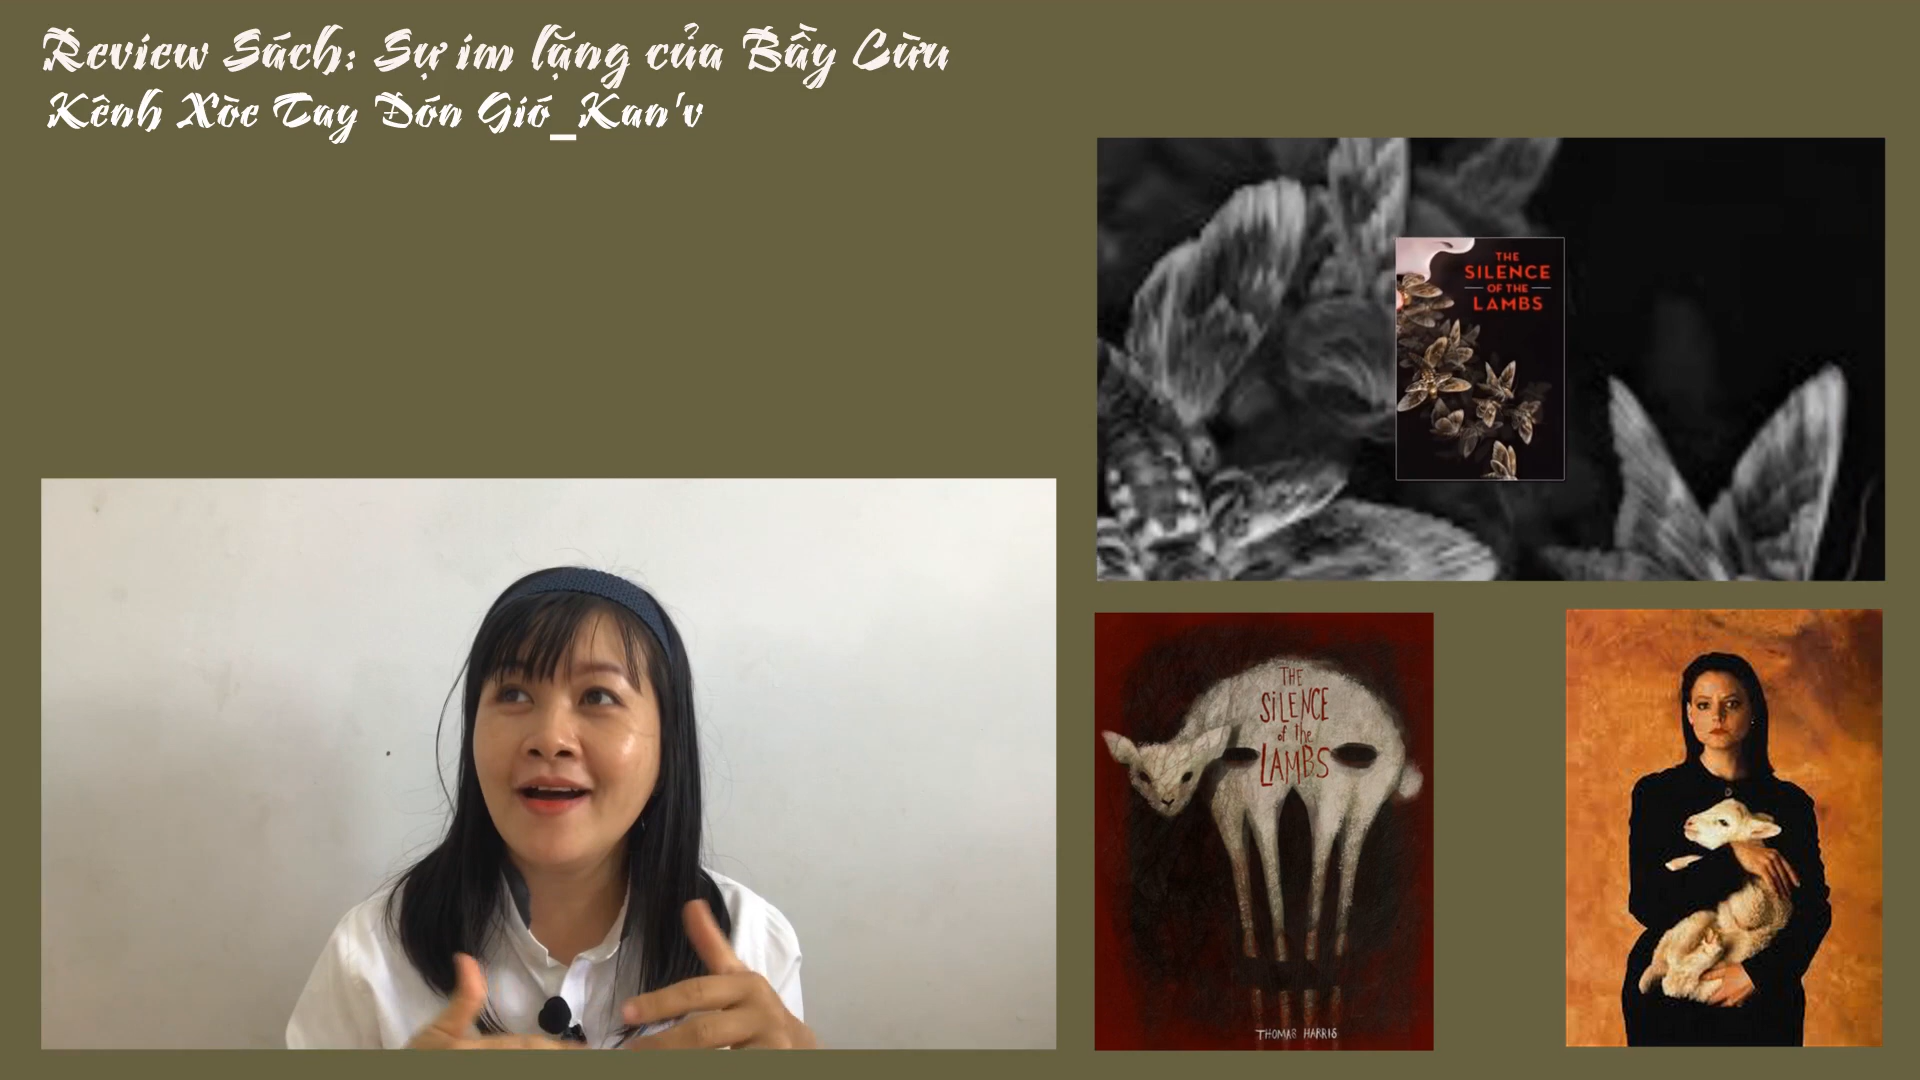 Review Sách: Sự im lặng của Bầy Cừu
Kênh Xòe Tay Đón Gió_Kan'v
THE
SILENCE
OF THE
LAMBS
THE
SILENCE
of the
LAMBS
THOMAS HARRIS